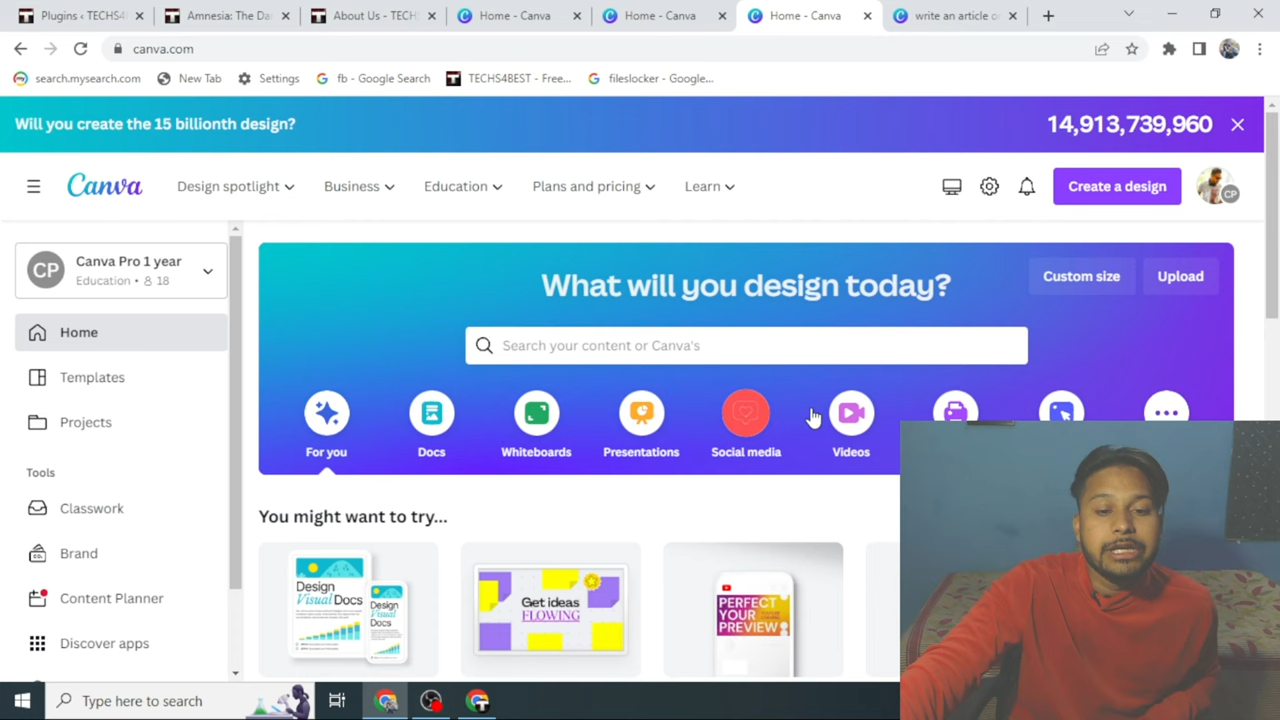 Plugins ‹ TECHS4B
Amnesia: The Da
About Us - TECH
Home - Canva
Home - Canva
Home - Canva
write an article o
canva.com
search.mysearch.com
New Tab
Settings
fb - Google Search
TECHS4BEST - Free...
fileslocker - Google...
Will you create the 15 billionth design?
14,913,739,960
Canva
Design spotlight
Business
Education
Plans and pricing
Learn
Create a design
CP
CP
Canva Pro 1 year
Education • 18
What will you design today?
Custom size
Upload
Search your content or Canva's
Home
Templates
Projects
Tools
Classwork
Brand
Content Planner
Discover apps
For you
Docs
Whiteboards
Presentations
Social media
Videos
You might want to try...
Design
Visual Docs
Design
Visual
Docs
Get ideas
FLOWING
PERFECT
YOUR
PREVIEW
Type here to search